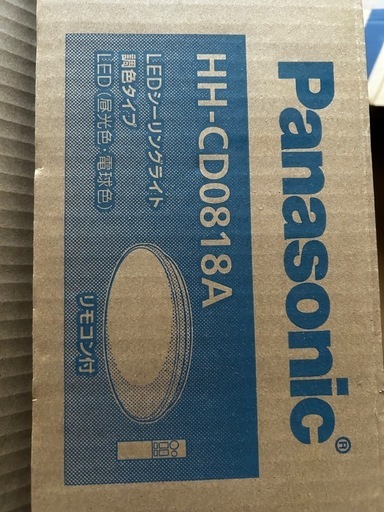 Panasonic®
HH-CD0818A
LEDシーリングライト
調色タイプ
LED(昼光色・電球色)
リモコン付